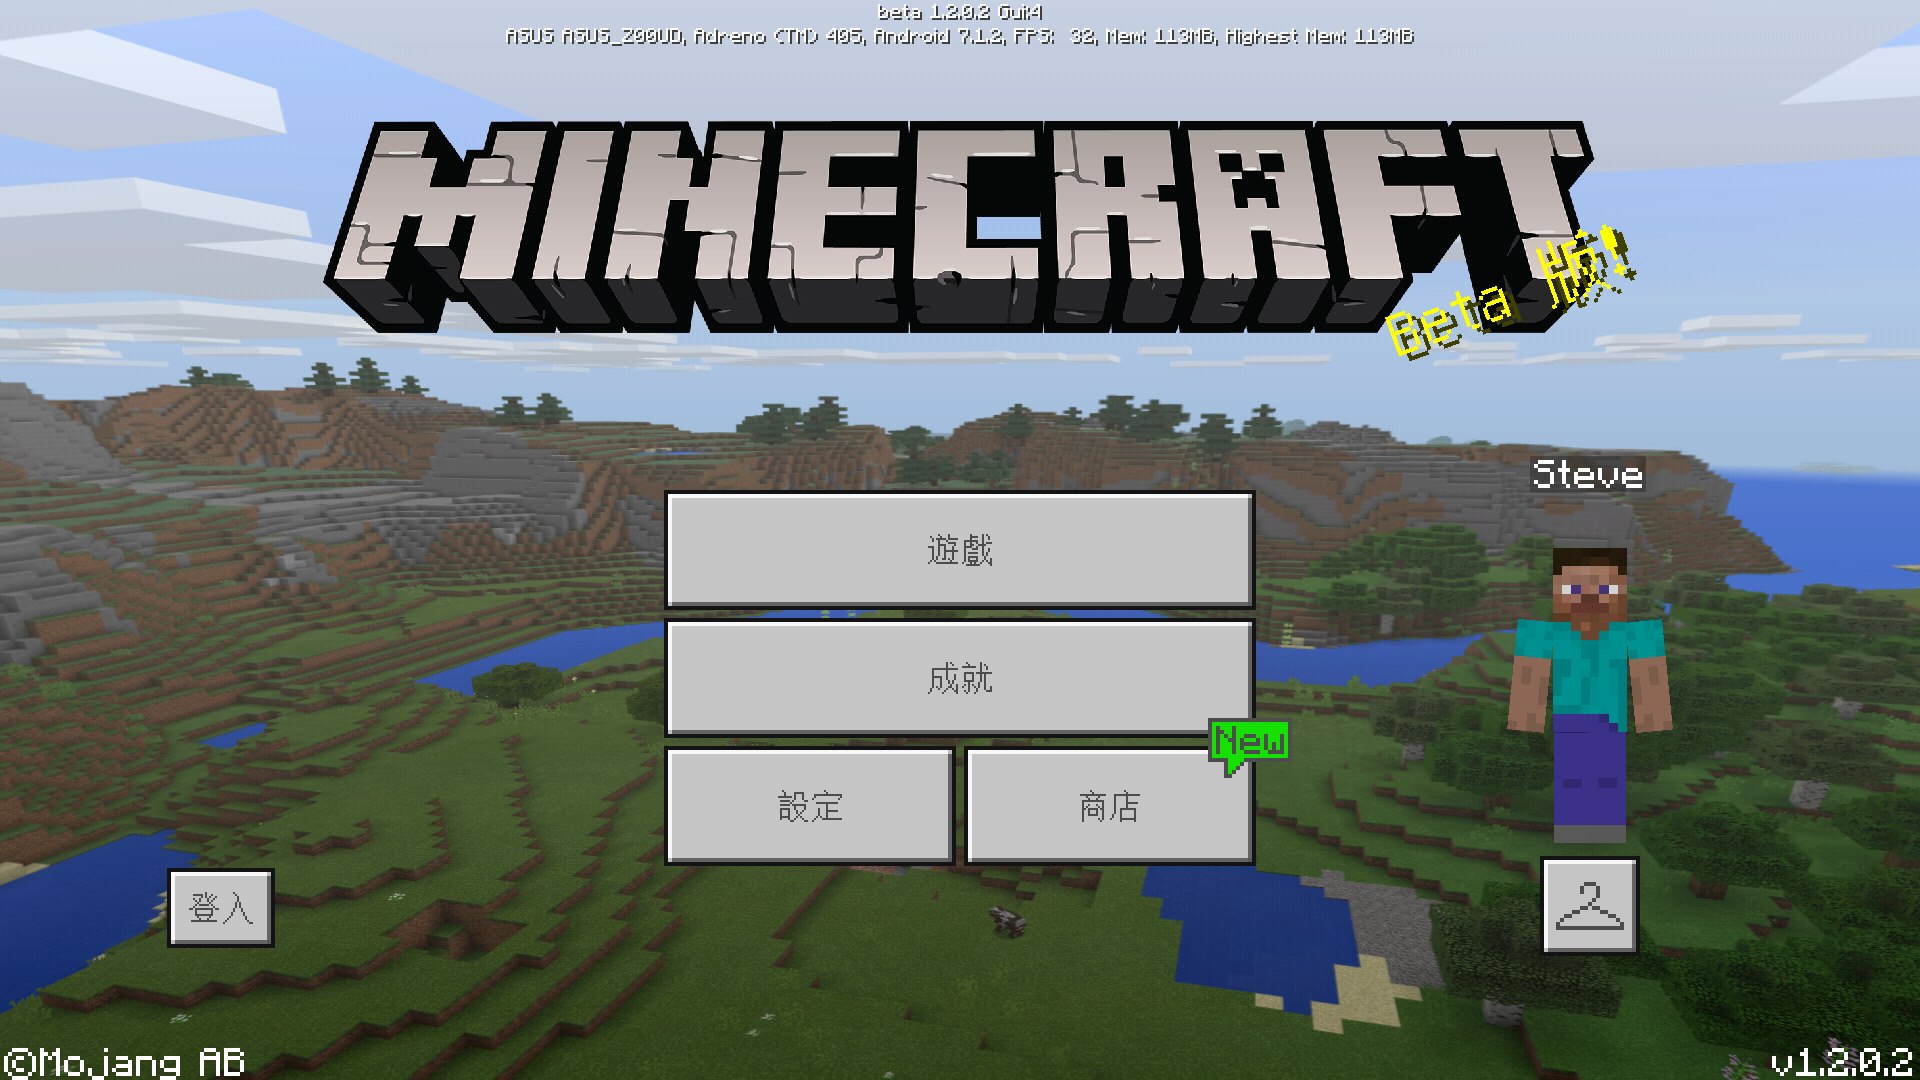 beta 1.2.0.2 Gui:4
ASUS ASUS_Z00UD, Adreno (TM) 405, Android 7.1.2, FPS: 32, Mem: 113MB, Highest Mem: 113MB
MINECRAFT
Beta 版!
Steve
遊戲
成就
New
設定
商店
登入
©Mojang AB
v1.2.0.2